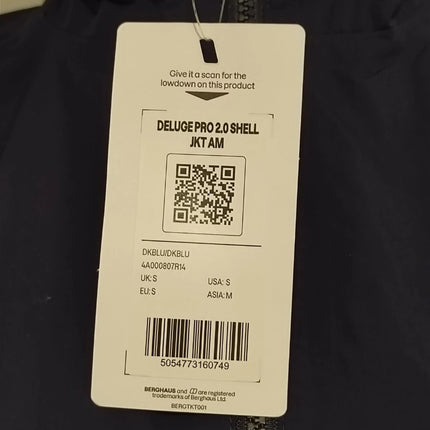 Give it a scan for the
lowdown on this product
DELUGE PRO 2.0 SHELL
JKT AM
DKBLU/DKBLU
4A000807R14
UK: S USA: S
EU: S ASIA: M
5054773160749
BERGHAUS and are registered
trademarks of Berghaus Ltd.
BERGTKT001